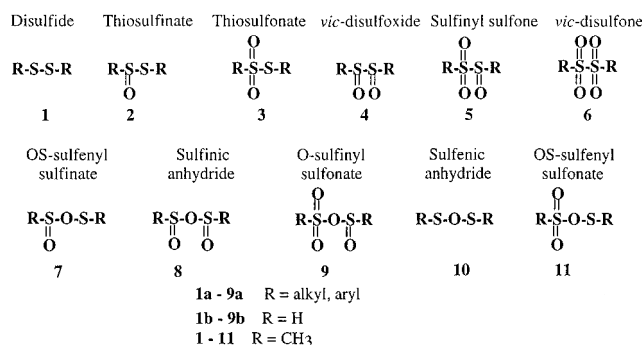 Disulfide Thiosulfinate Thiosulfonate vic-disulfoxide Sulfinyl sulfone vic-disulfone
O O O O
R-S-S-R R-S-S-R R-S-S-R R-S-S-R R-S-S-R R-S-S-R
O O O O O O O O O
1 2 3 4 5 6
OS-sulfenyl sulfinate Sulfinic anhydride O-sulfinyl sulfonate Sulfenic anhydride OS-sulfenyl sulfonate
O O
R-S-O-S-R R-S-O-S-R R-S-O-S-R R-S-O-S-R R-S-O-S-R
O O O O O O
7 8 9 10 11
1a - 9a R = alkyl, aryl
1b - 9b R = H
1 - 11 R = CH3